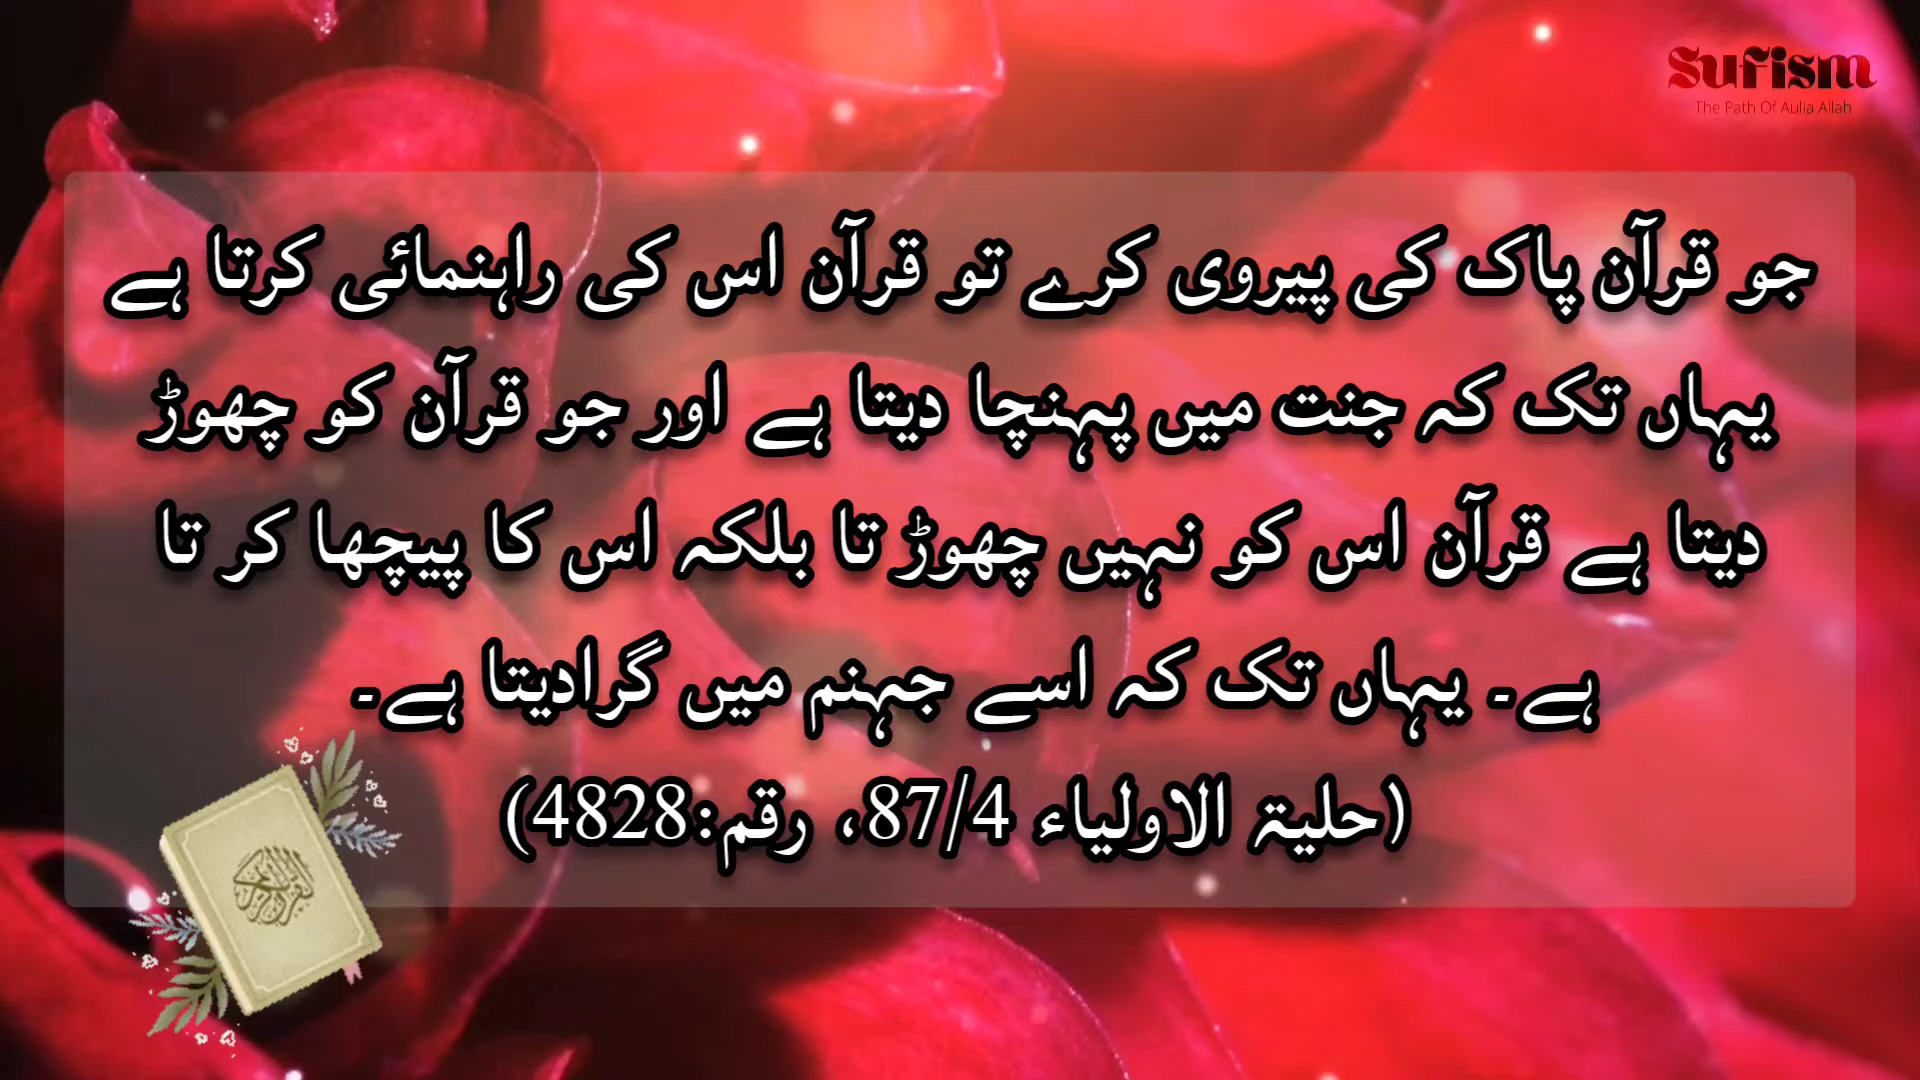 Sufism
The Path Of Aulia Allah
جو قرآن پاک کی پیروی کرے تو قرآن اس کی راہنمائی کرتا ہے
یہاں تک کہ جنت میں پہنچا دیتا ہے اور جو قرآن کو چھوڑ
دیتا ہے قرآن اس کو نہیں چھوڑ تا بلکہ اس کا پیچھا کر تا
ہے۔ یہاں تک کہ اسے جہنم میں گرادیتا ہے۔
(حلیۃ الاولیاء 87/4، رقم:4828)
القرآن الكريم